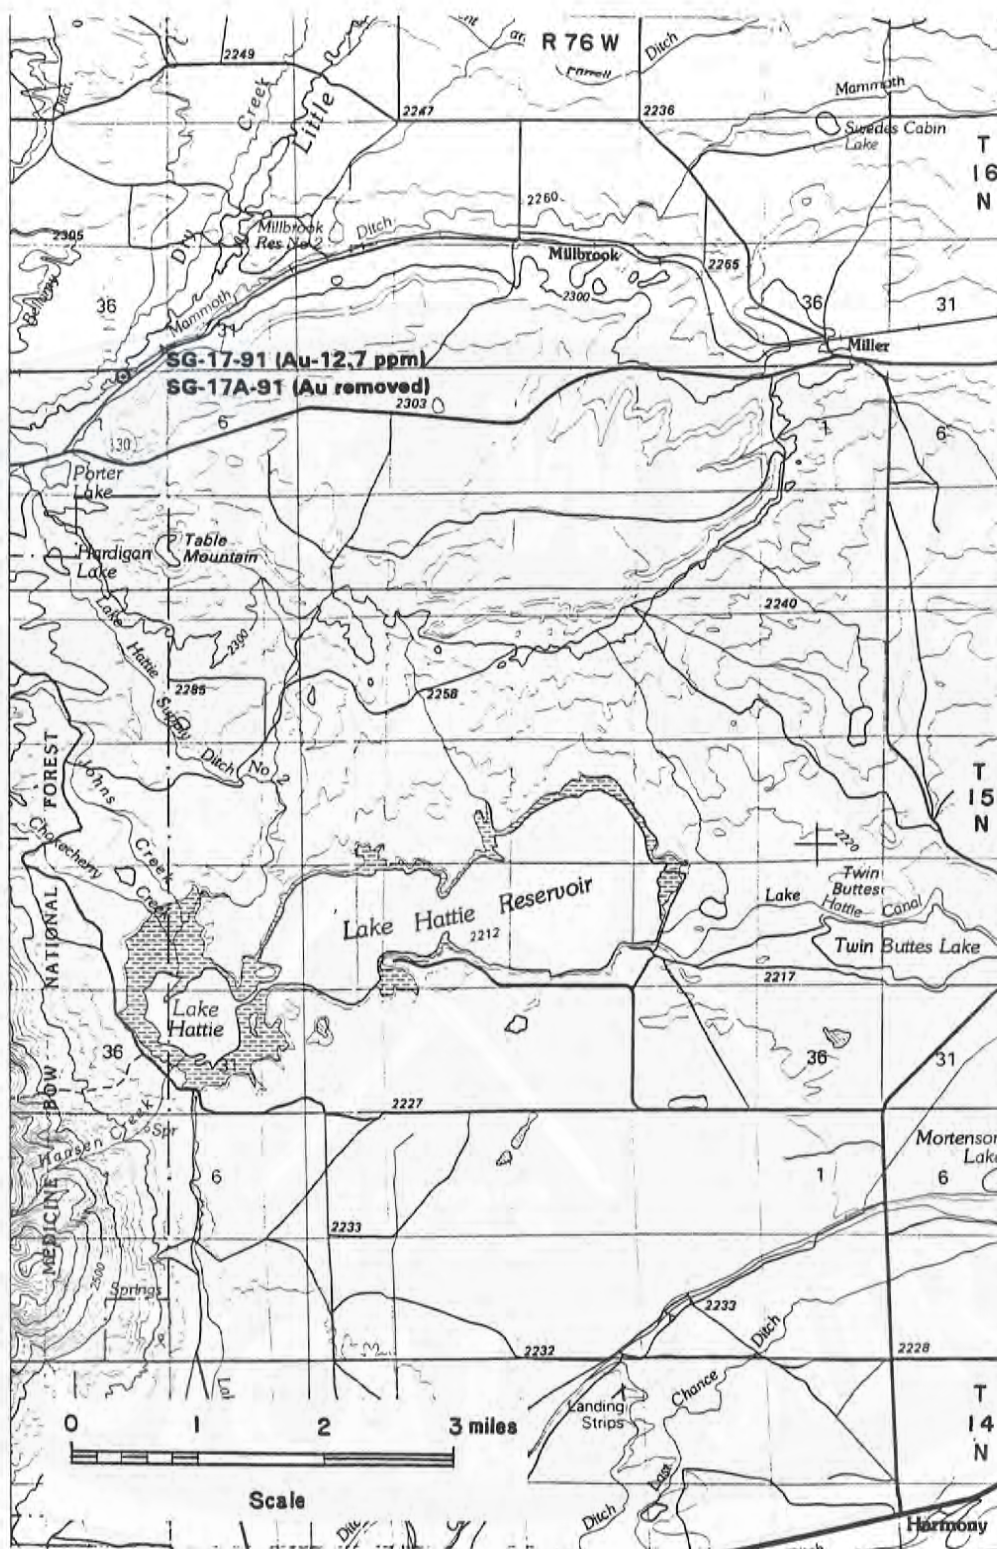 R 76 W
Ditch
2249
Creek
Little
Ditch
2247
2236
Mammoth
Swedes Cabin
Lake
T
16
N
2260
Ditch
Millbrook
Res No 2
Dry
2305
Millbrook
2265
2300
36
Mammoth
31
36
31
Miller
SG-17-91 (Au-12.7 ppm)
SG-17A-91 (Au removed)
2303
6
1
6
Porter
Lake
Table
Mountain
Hardigan
Lake
Lake
Hattie
Supply
Ditch
No 2
2300
2240
2285
2258
T
15
N
Johns
Creek
Chokecherry
Creek
2220
Twin
Buttes
Lake
Hattie Canal
Lake Hattie Reservoir
2212
Twin Buttes Lake
2217
Lake
Hattie
36
31
36
31
MEDICINE BOW NATIONAL FOREST
2227
Hansen Creek
Spr
Mortenson
Lake
6
1
6
2233
2500
Springs
2233
Ditch
2232
2228
Chance
Last
Landing
Strips
T
14
N
0 1 2 3 miles
Scale
Ditch
Harmony